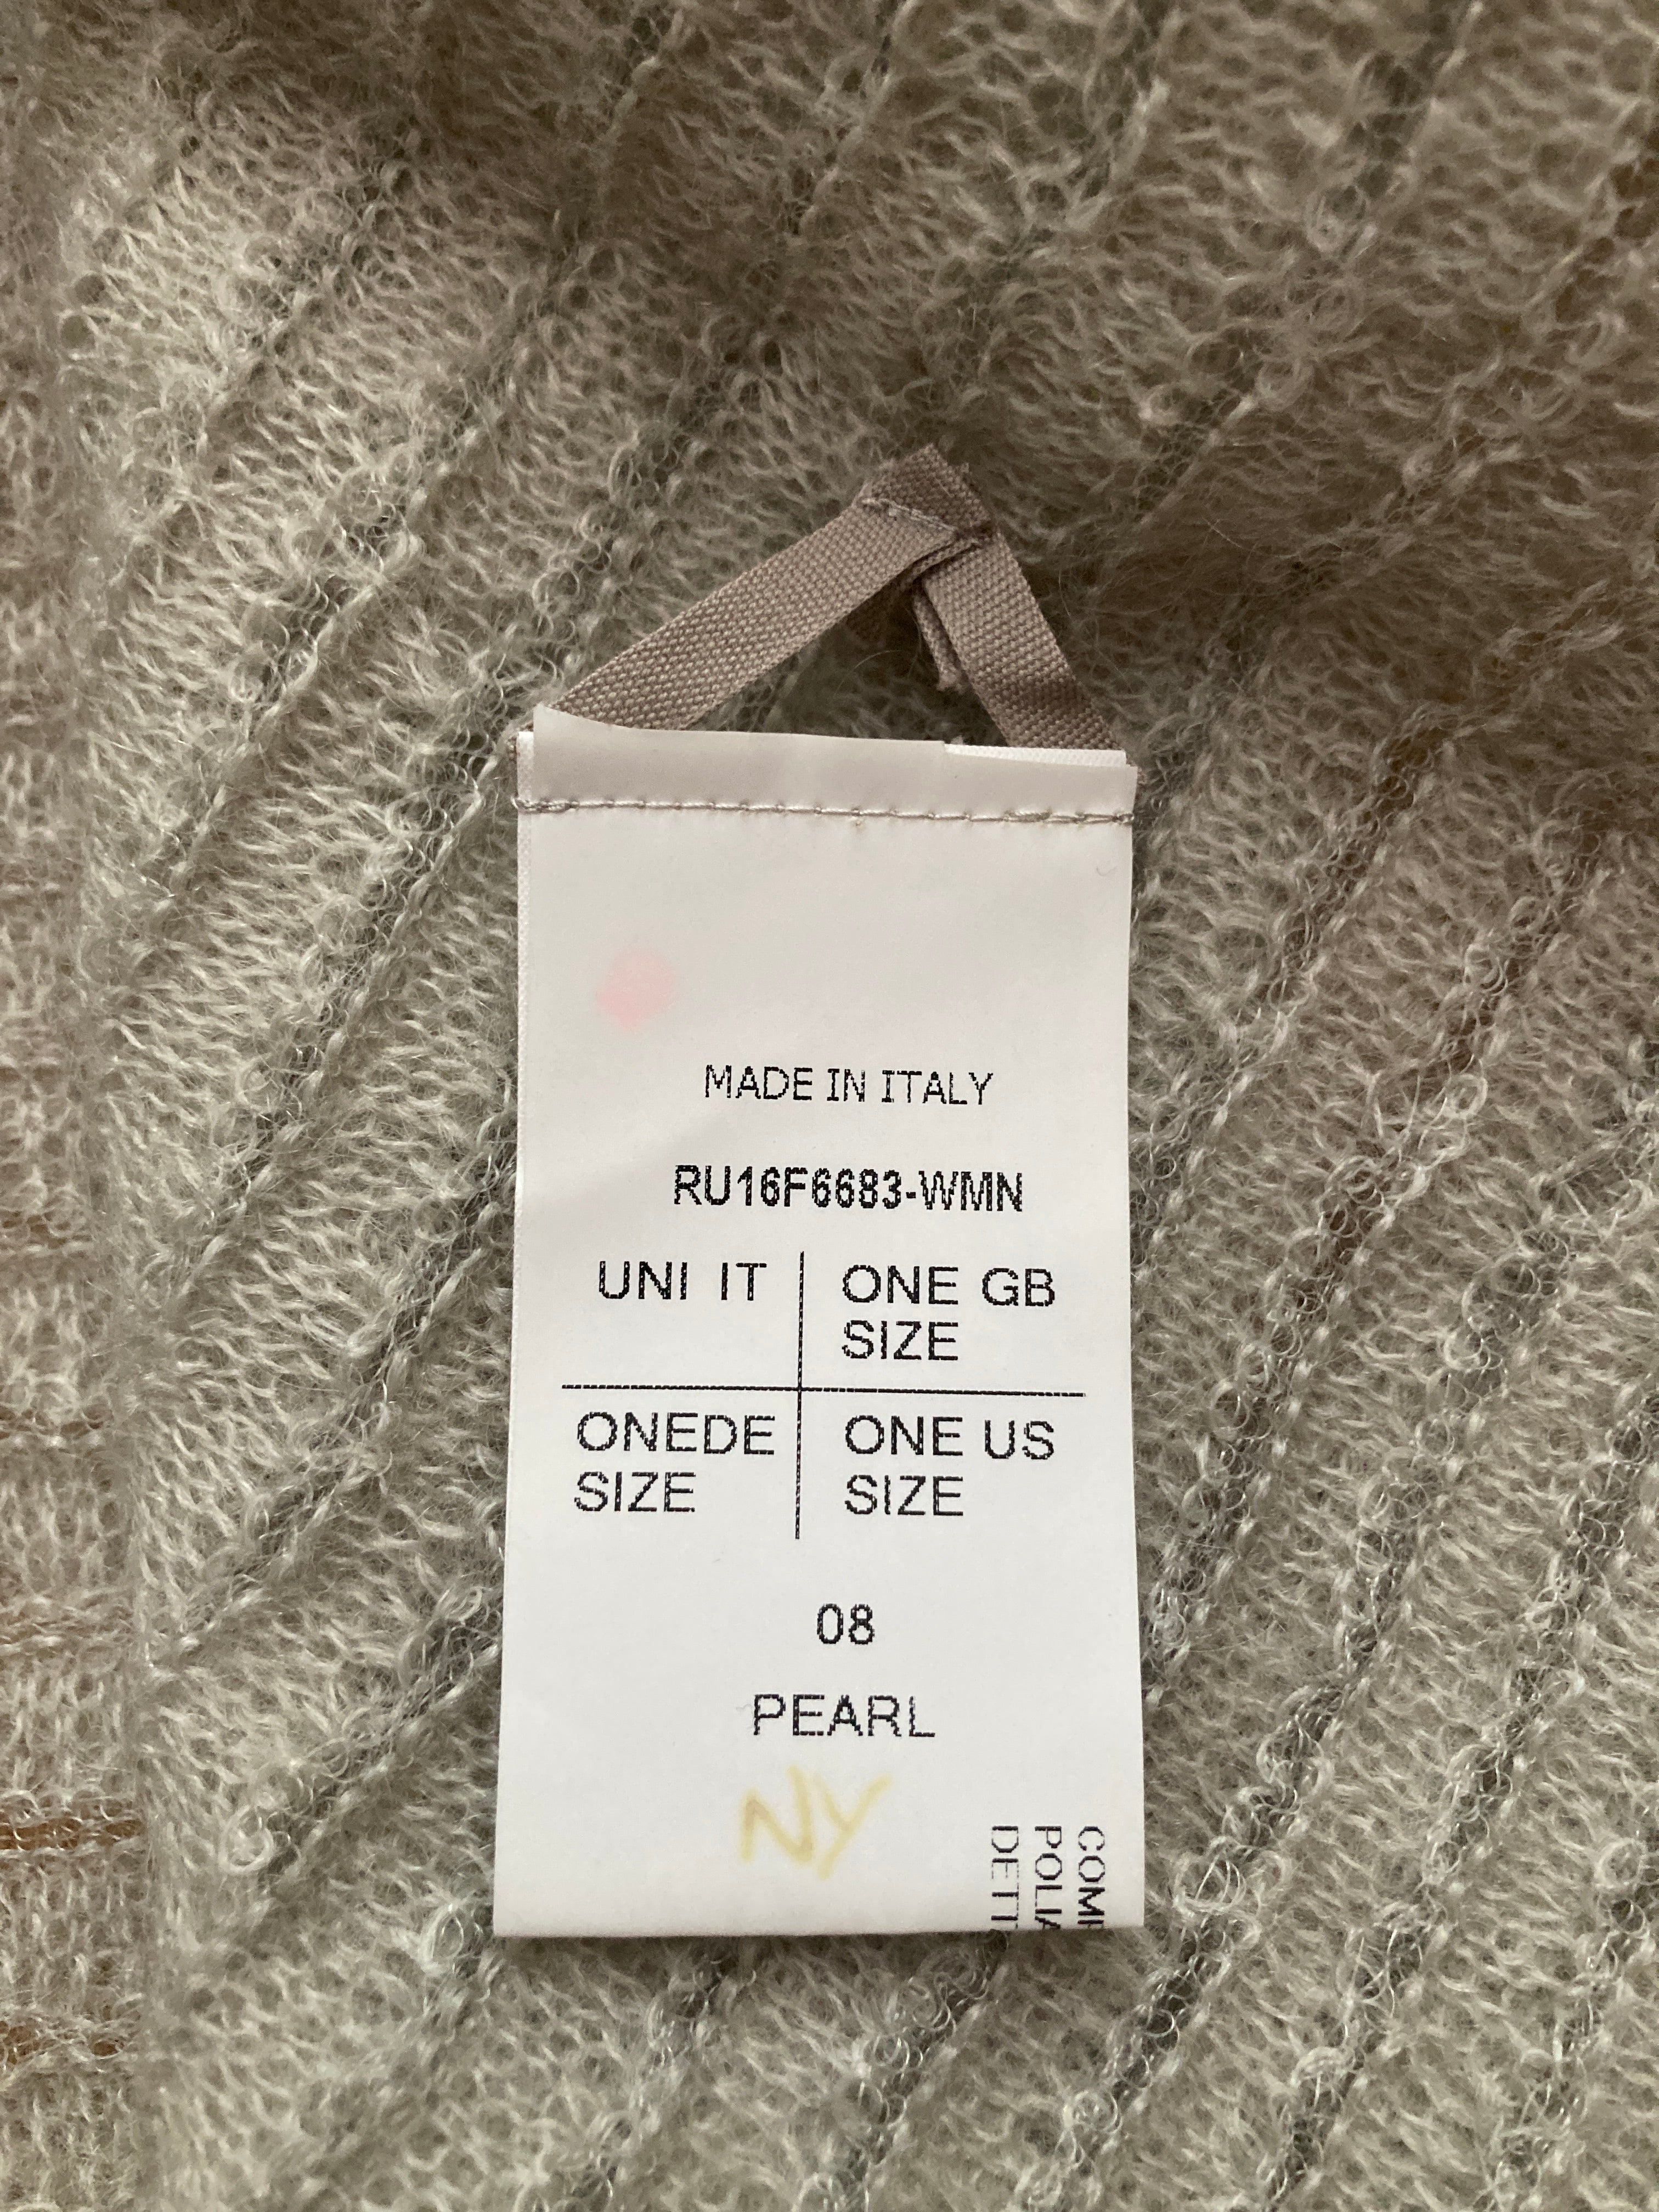 MADE IN ITALY
RU16F6683-WMN
UNI IT
ONE GB
SIZE
ONEDE
SIZE
ONE US
SIZE
08
PEARL
NY